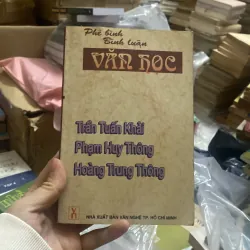 Phê bình
Bình luận
VĂN HỌC
Trần Tuấn Khải
Phạm Huy Thông
Hoàng Trung Thông
NHÀ XUẤT BẢN VĂN NGHỆ TP. HỒ CHÍ MINH